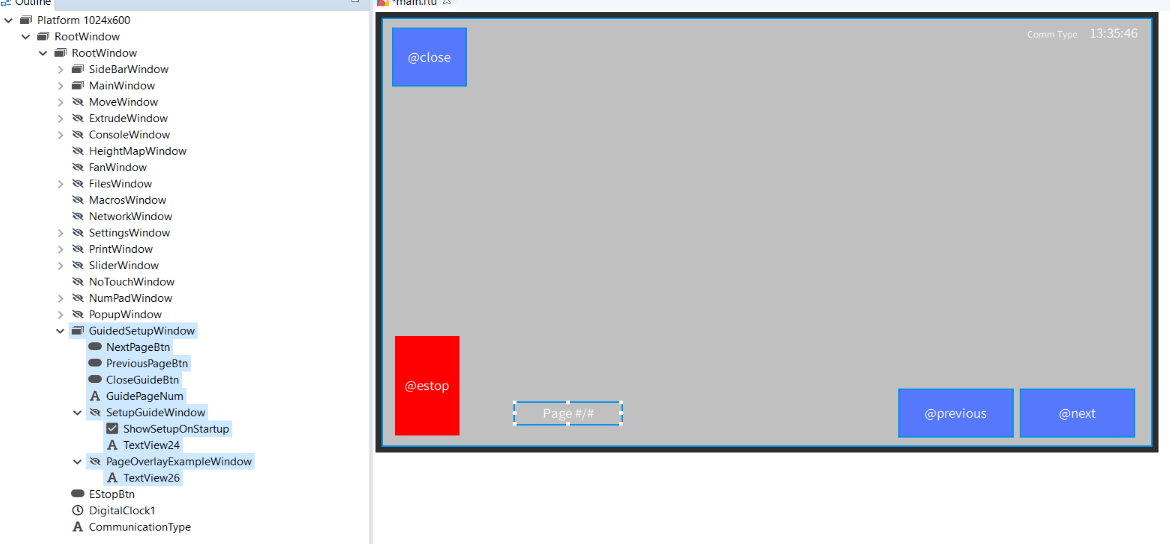 Outline
Platform 1024x600
RootWindow
RootWindow
SideBarWindow
MainWindow
MoveWindow
ExtrudeWindow
ConsoleWindow
HeightMapWindow
FanWindow
FilesWindow
MacrosWindow
NetworkWindow
SettingsWindow
PrintWindow
SliderWindow
NoTouchWindow
NumPadWindow
PopupWindow
GuidedSetupWindow
NextPageBtn
PreviousPageBtn
CloseGuideBtn
GuidePageNum
SetupGuideWindow
ShowSetupOnStartup
TextView24
PageOverlayExampleWindow
TextView26
EStopBtn
DigitalClock1
CommunicationType
*main.ftu
@close
Comm Type 13:35:46
@estop
Page #/#
@previous
@next